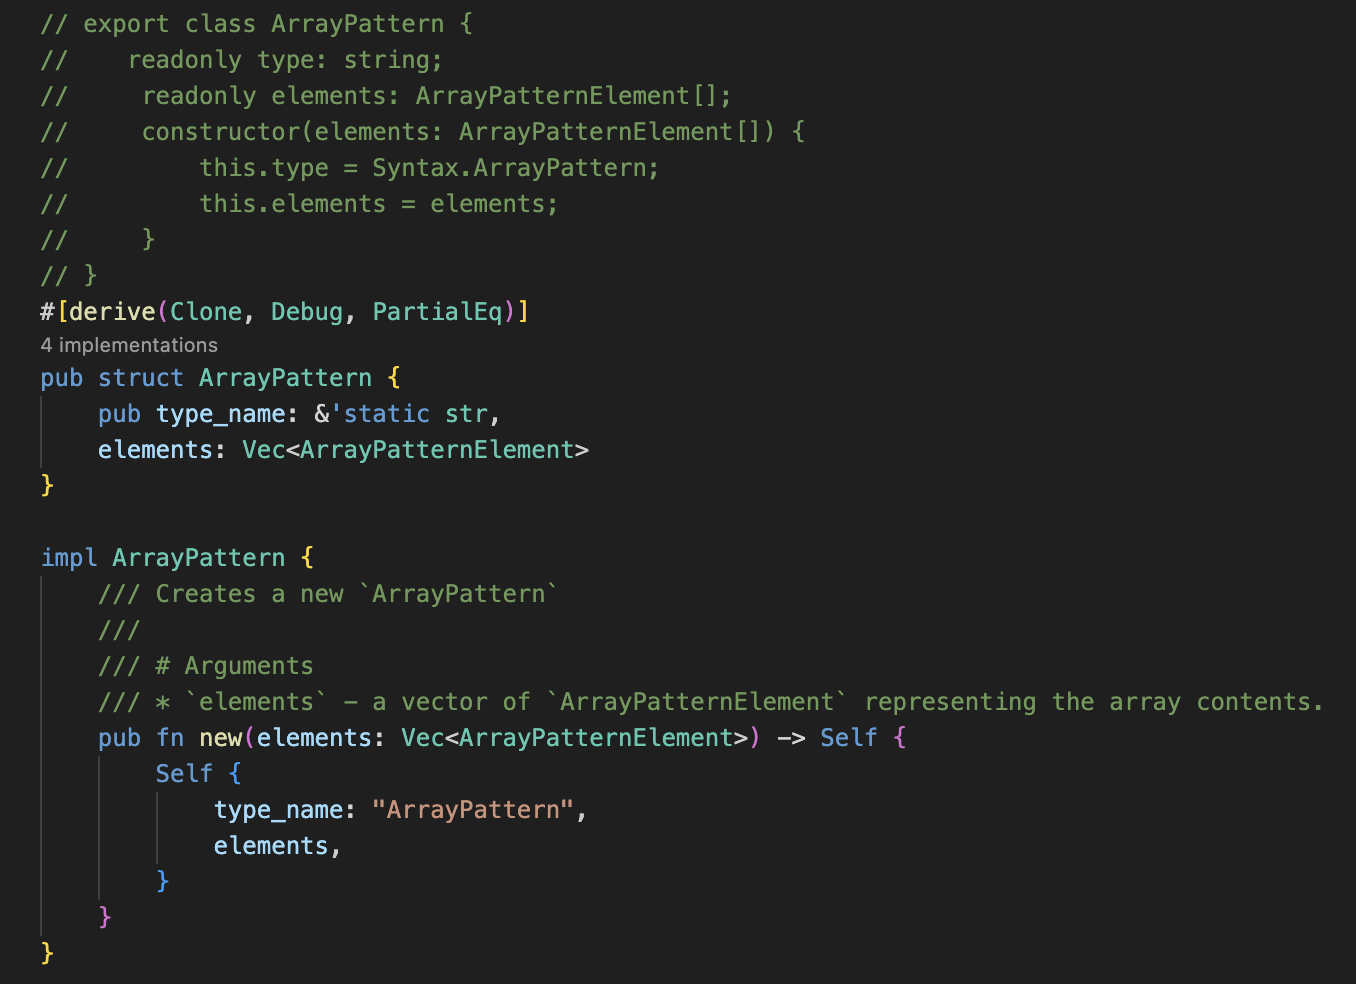 // export class ArrayPattern {
//    readonly type: string;
//     readonly elements: ArrayPatternElement[];
//     constructor(elements: ArrayPatternElement[]) {
//         this.type = Syntax.ArrayPattern;
//         this.elements = elements;
//     }
// }
#[derive(Clone, Debug, PartialEq)]
4 implementations
pub struct ArrayPattern {
    pub type_name: &'static str,
    elements: Vec<ArrayPatternElement>
}
impl ArrayPattern {
    /// Creates a new `ArrayPattern`
    ///
    /// # Arguments
    /// * `elements` – a vector of `ArrayPatternElement` representing the array contents.
    pub fn new(elements: Vec<ArrayPatternElement>) -> Self {
        Self {
            type_name: "ArrayPattern",
            elements,
        }
    }
}